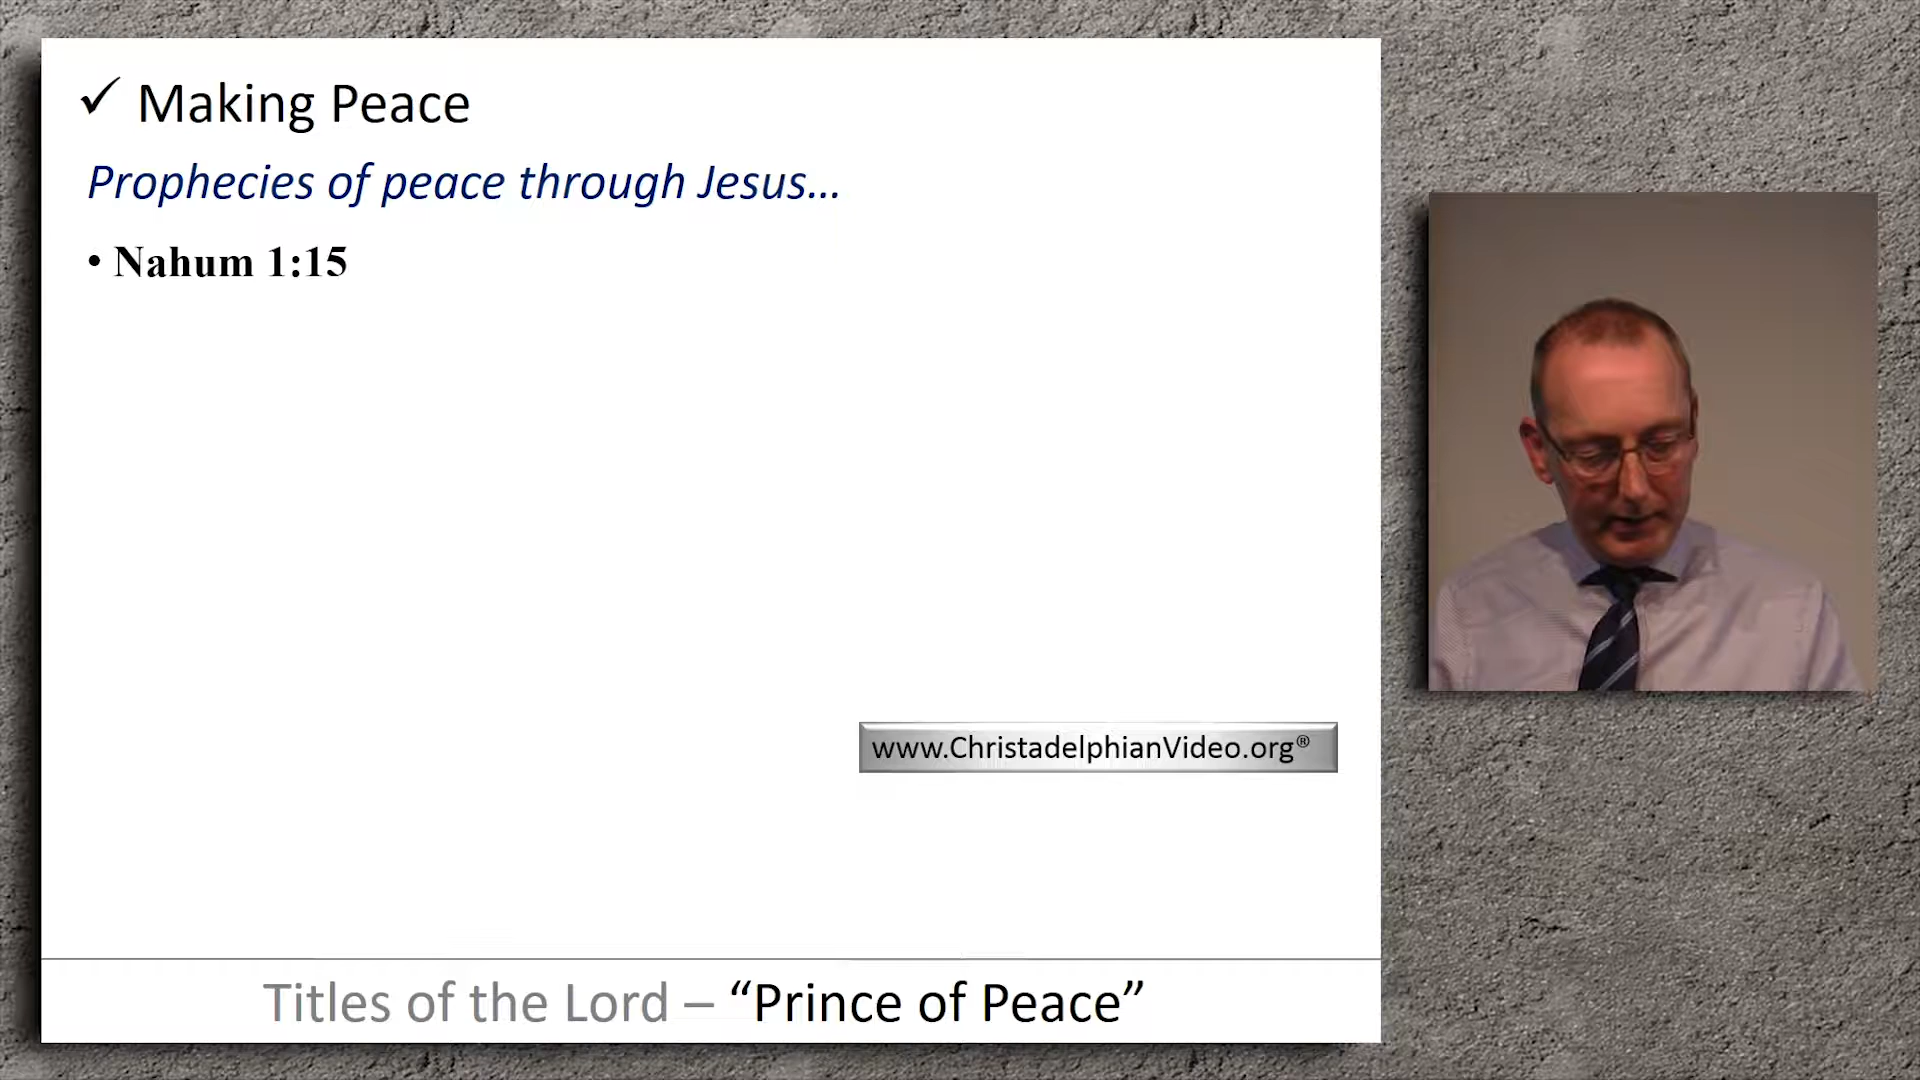 ✓ Making Peace
Prophecies of peace through Jesus...
• Nahum 1:15
www.ChristadelphianVideo.org®
Titles of the Lord – “Prince of Peace”